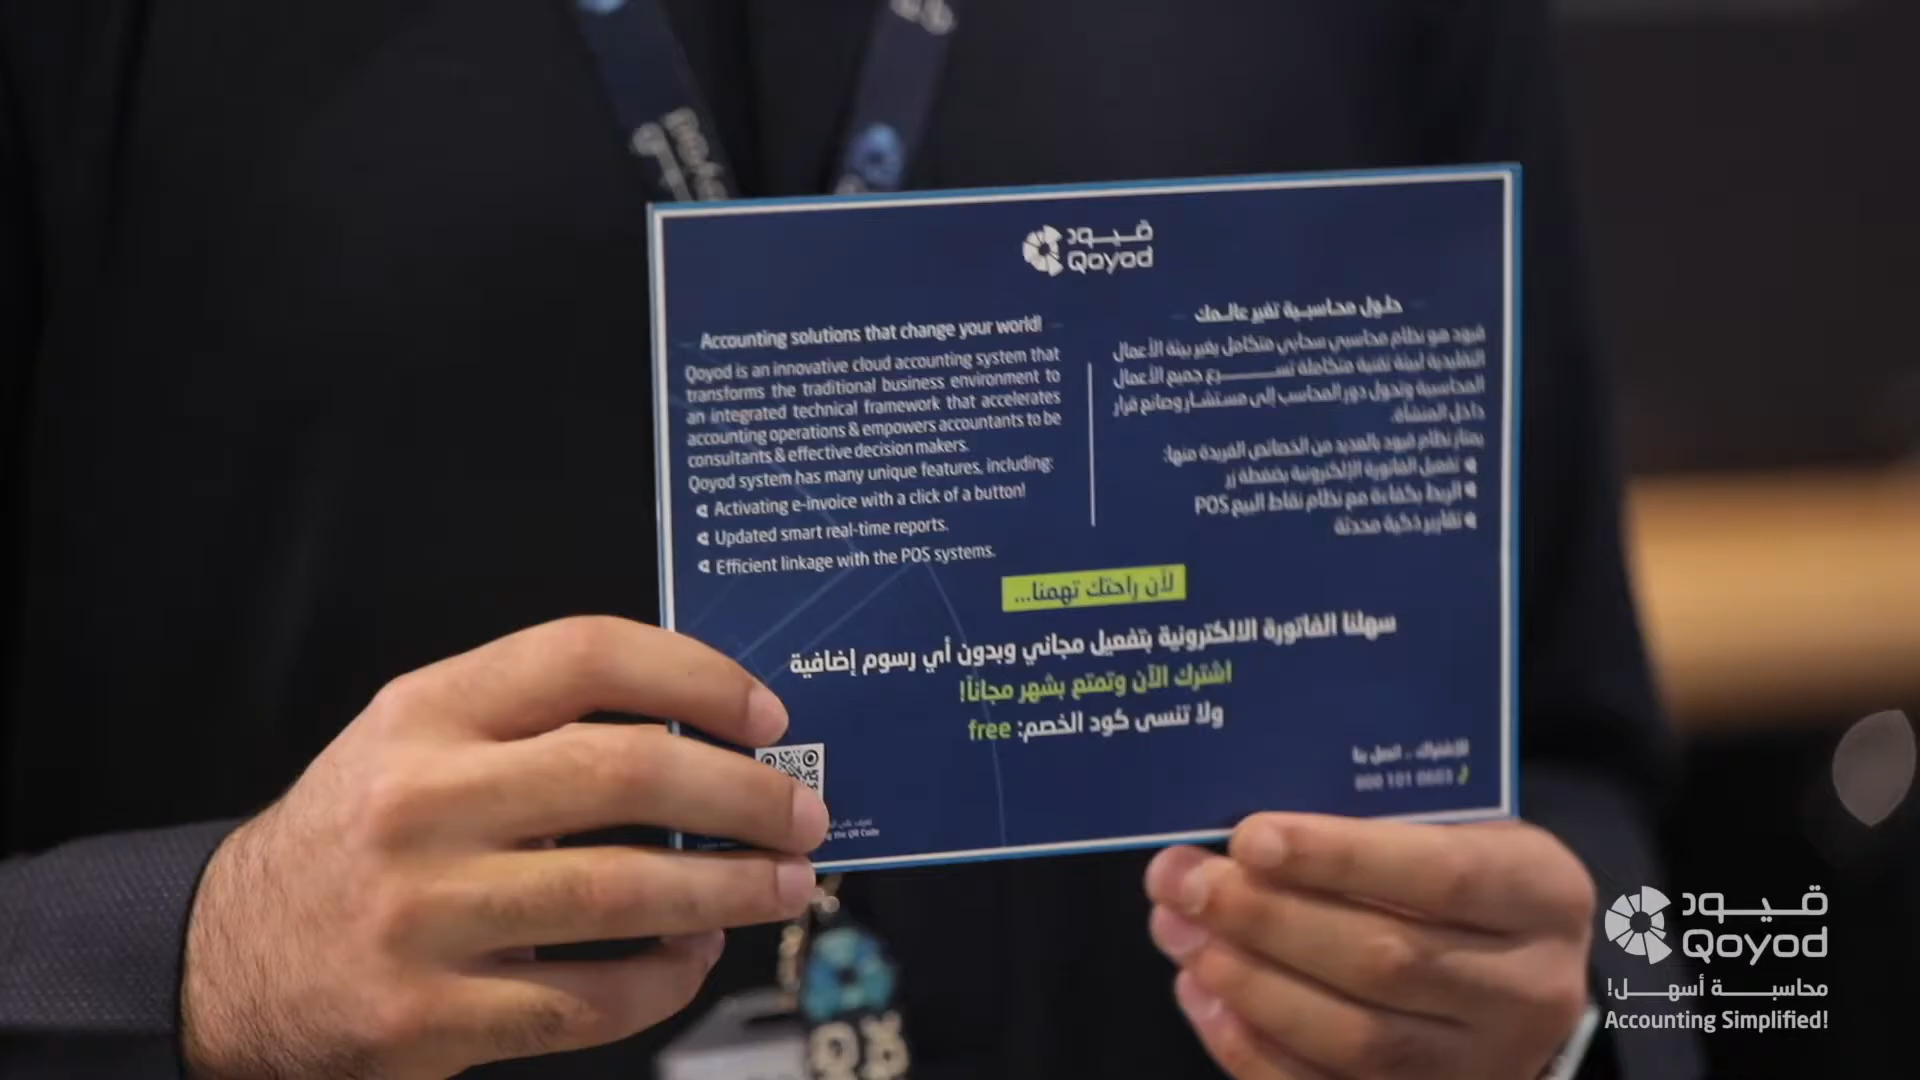 قيود
Qoyod
Accounting solutions that change your world!
Qoyod is an innovative cloud accounting system that
transforms the traditional business environment to
an integrated technical framework that accelerates
accounting operations & empowers accountants to be
consultants & effective decision makers.
Qoyod system has many unique features, including:
Activating e-invoice with a click of a button!
Updated smart real-time reports.
Efficient linkage with the POS systems.
حلول محاسبية تغير عالمك
قيود هو نظام محاسبي سحابي متكامل يغير بيئة الأعمال
التقليدية لبيئة تقنية متكاملة تسرع جميع الأعمال
المحاسبية وتحول دور المحاسب إلى مستشار وصانع قرار
داخل المنشأة.
يمتاز نظام قيود بالعديد من الخصائص الفريدة منها:
تفعيل الفاتورة الإلكترونية بضغطة زر
الربط بكفاءة مع نظام نقاط البيع POS
تقارير ذكية محدثة
لأن راحتك تهمنا...
سهلنا الفاتورة الالكترونية بتفعيل مجاني وبدون أي رسوم إضافية
اشترك الآن وتمتع بشهر مجاناً!
ولا تنسى كود الخصم: free
للاشتراك .. اتصل بنا
the QR Code
قيود
Qoyod
محاسبة أسهل!
Accounting Simplified!